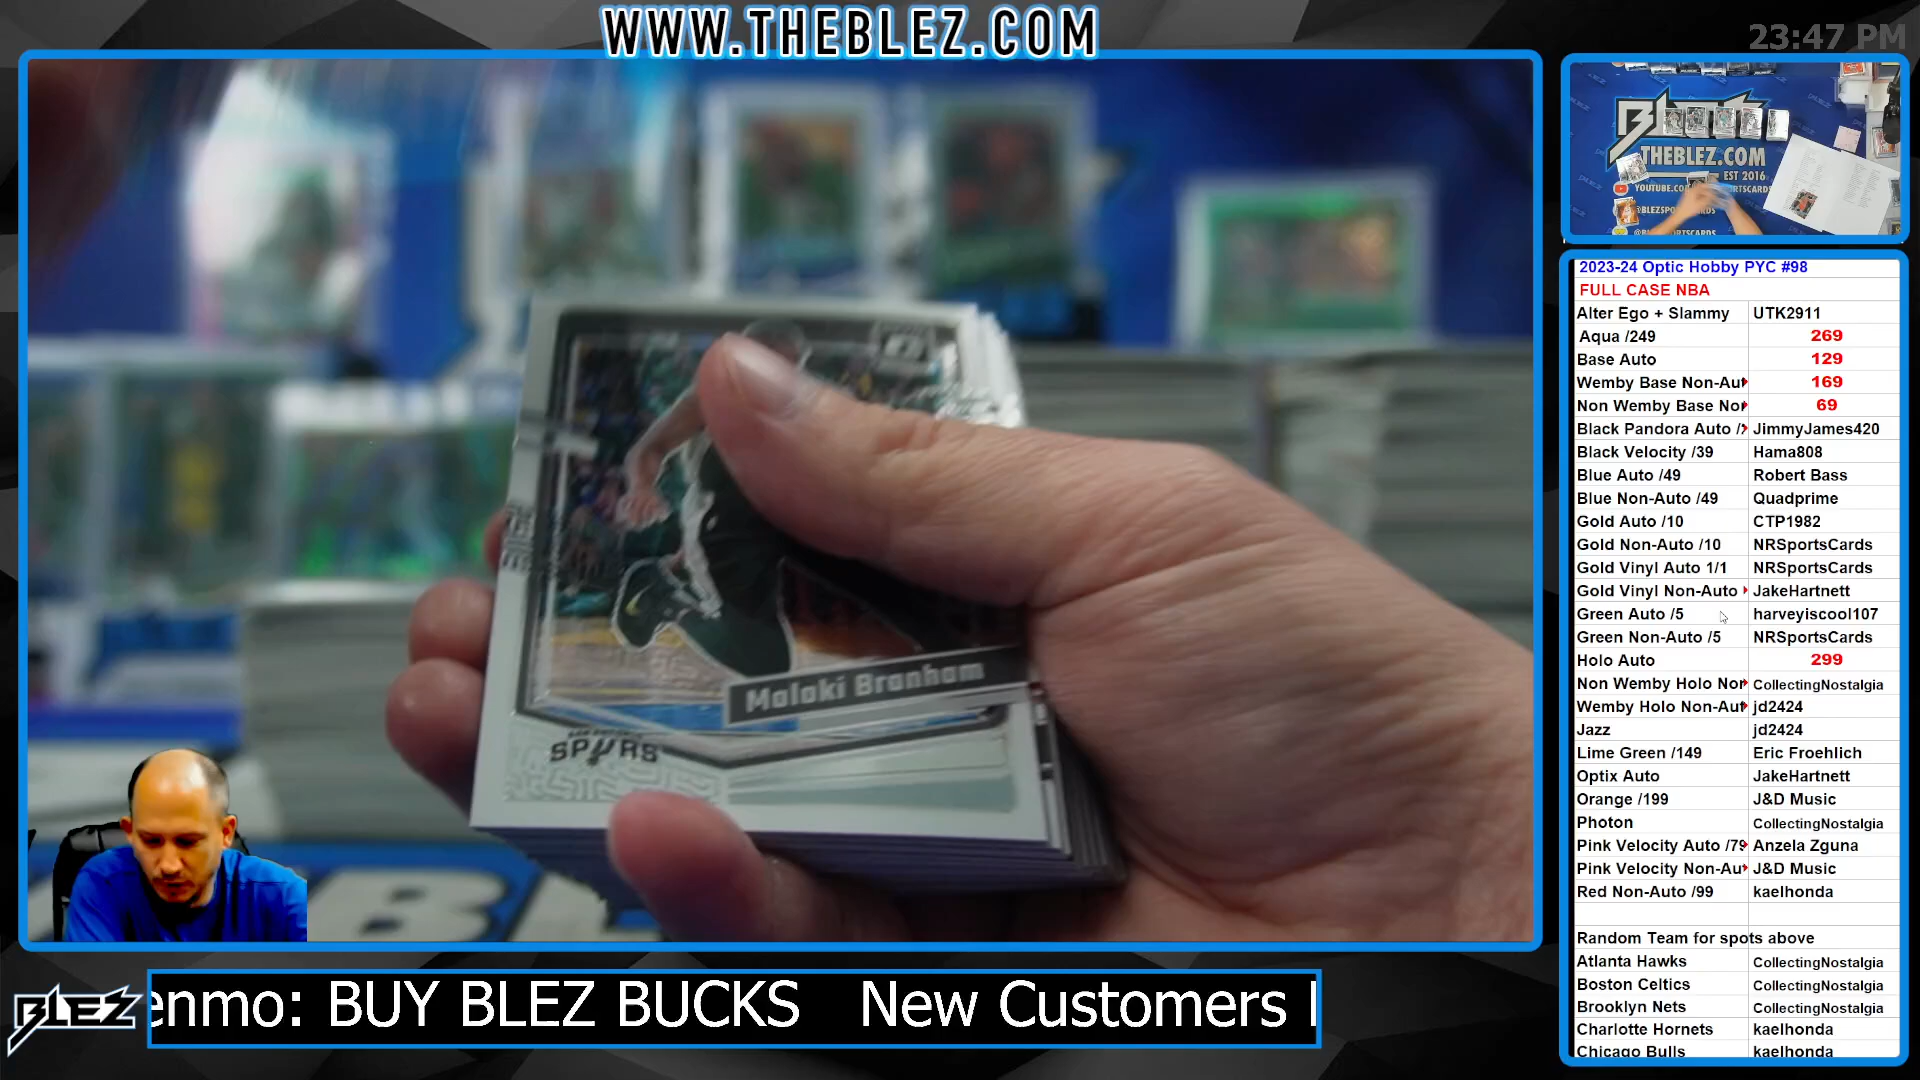 WWW.THEBLEZ.COM
23:47 PM
BLEZ
THEBLEZ.COM
EST 2016
2023-24 Optic Hobby PYC #98
FULL CASE NBA
Alter Ego + Slammy UTK2911
Aqua /249 269
Base Auto 129
Wemby Base Non-Aut 169
Non Wemby Base Nor 69
Black Pandora Auto / JimmyJames420
Black Velocity /39 Hama808
Blue Auto /49 Robert Bass
Blue Non-Auto /49 Quadprime
Gold Auto /10 CTP1982
Gold Non-Auto /10 NRSportsCards
Gold Vinyl Auto 1/1 NRSportsCards
Gold Vinyl Non-Auto JakeHartnett
Green Auto /5 harveyiscool107
Green Non-Auto /5 NRSportsCards
Holo Auto 299
Non Wemby Holo Nor CollectingNostalgia
Wemby Holo Non-Aut jd2424
Jazz jd2424
Lime Green /149 Eric Froehlich
Optix Auto JakeHartnett
Orange /199 J&D Music
Photon CollectingNostalgia
Pink Velocity Auto /79 Anzela Zguna
Pink Velocity Non-Au J&D Music
Red Non-Auto /99 kaelhonda
Random Team for spots above
Atlanta Hawks CollectingNostalgia
Boston Celtics CollectingNostalgia
Brooklyn Nets CollectingNostalgia
Charlotte Hornets kaelhonda
Chicago Bulls kaelhonda
Malaki Branham
SPURS
BLEZ
enmo: BUY BLEZ BUCKS New Customers